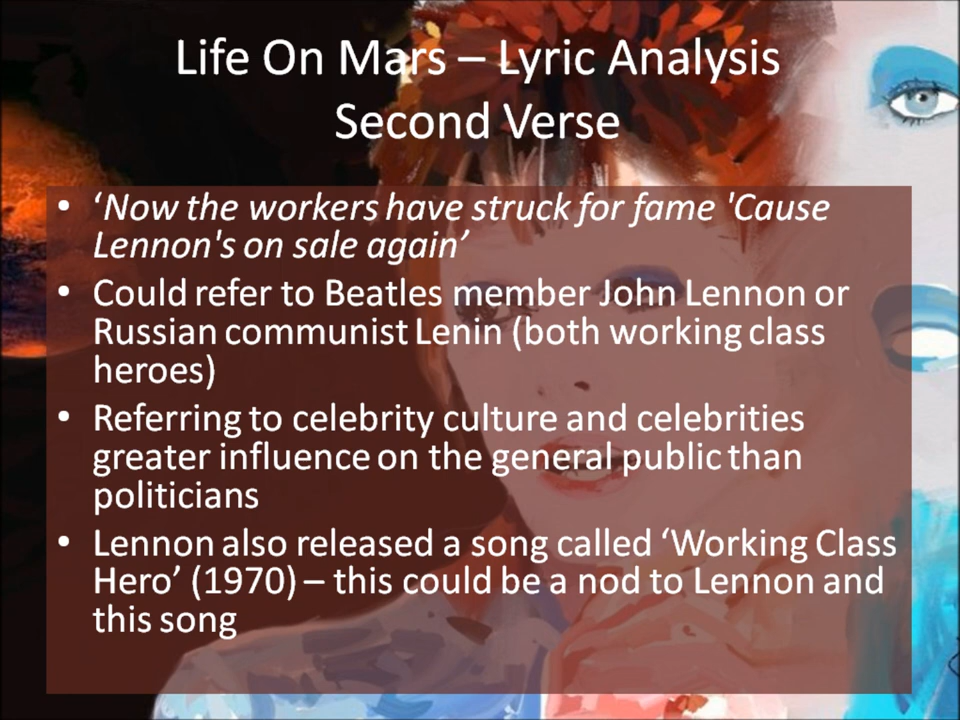 Life On Mars – Lyric Analysis
Second Verse
• ‘Now the workers have struck for fame 'Cause
Lennon's on sale again’
• Could refer to Beatles member John Lennon or
Russian communist Lenin (both working class
heroes)
• Referring to celebrity culture and celebrities
greater influence on the general public than
politicians
• Lennon also released a song called ‘Working Class
Hero’ (1970) – this could be a nod to Lennon and
this song